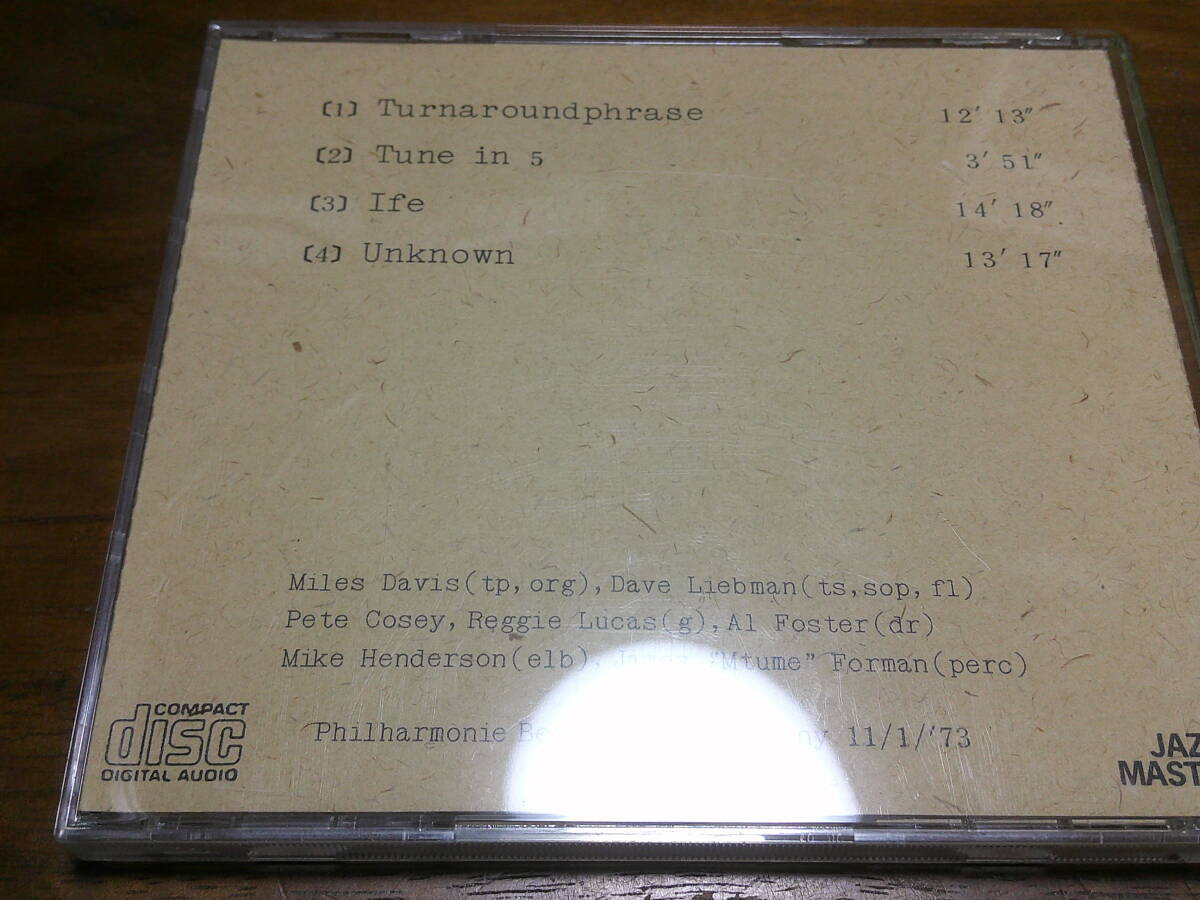 (1) Turnaroundphrase 12' 13"
(2) Tune in 5 3' 51"
(3) Ife 14' 18"
(4) Unknown 13' 17"
Miles Davis(tp,org),Dave Liebman(ts,sop,fl)
Pete Cosey,Reggie Lucas(g),Al Foster(dr)
Mike Henderson(elb),James "Mtume" Forman(perc)
Philharmonie 11/1/'73
COMPACT
disc
DIGITAL AUDIO
JAZ
MAST